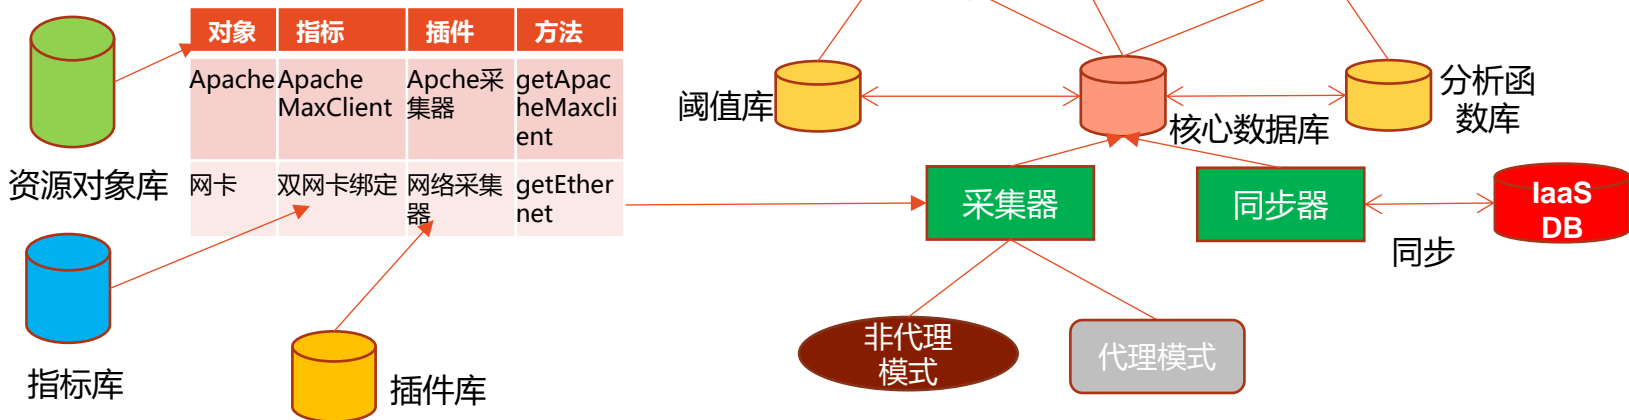 对象 指标 插件 方法
Apache Apache Apche采 getApac
MaxClient 集器 heMaxcli
ent
网卡 双网卡绑定 网络采集 getEther
器 net
资源对象库
指标库
插件库
阈值库
核心数据库
分析函
数库
采集器
同步器
IaaS
DB
同步
非代理
模式
代理模式